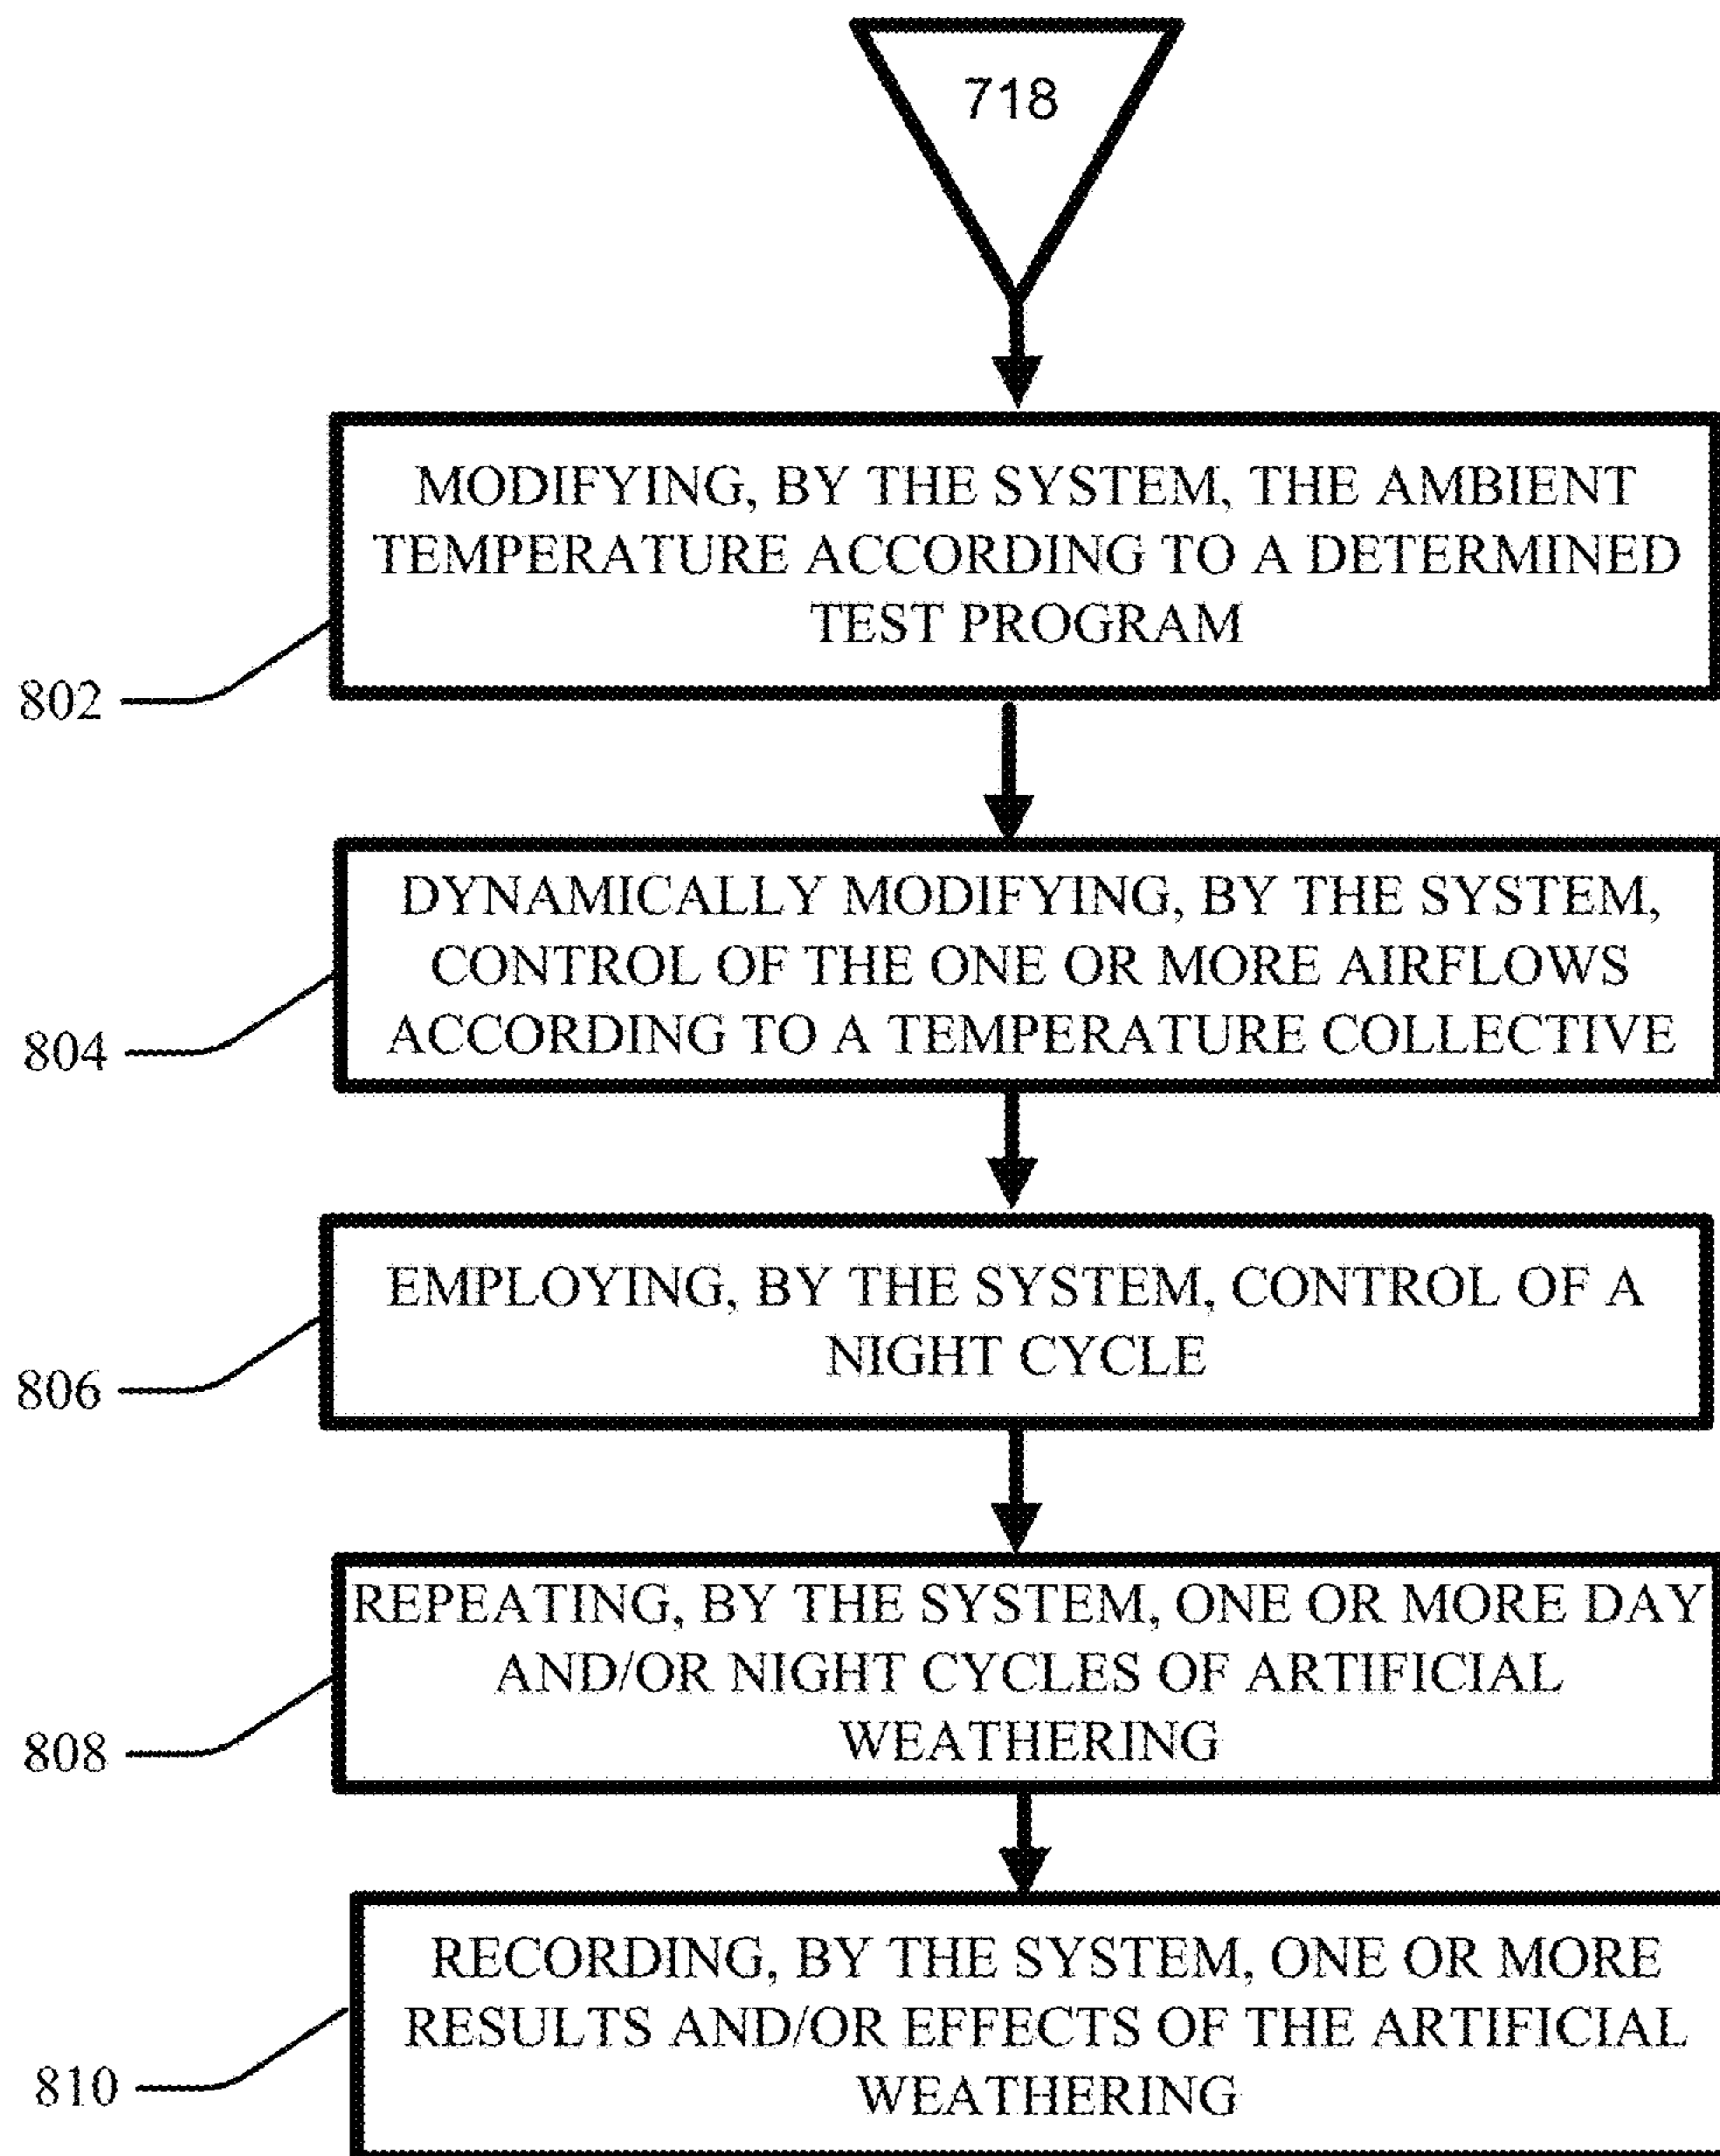 718
MODIFYING, BY THE SYSTEM, THE AMBIENT
TEMPERATURE ACCORDING TO A DETERMINED
TEST PROGRAM
802
DYNAMICALLY MODIFYING, BY THE SYSTEM,
CONTROL OF THE ONE OR MORE AIRFLOWS
ACCORDING TO A TEMPERATURE COLLECTIVE
804
EMPLOYING, BY THE SYSTEM, CONTROL OF A
NIGHT CYCLE
806
REPEATING, BY THE SYSTEM, ONE OR MORE DAY
AND/OR NIGHT CYCLES OF ARTIFICIAL
WEATHERING
808
RECORDING, BY THE SYSTEM, ONE OR MORE
RESULTS AND/OR EFFECTS OF THE ARTIFICIAL
WEATHERING
810